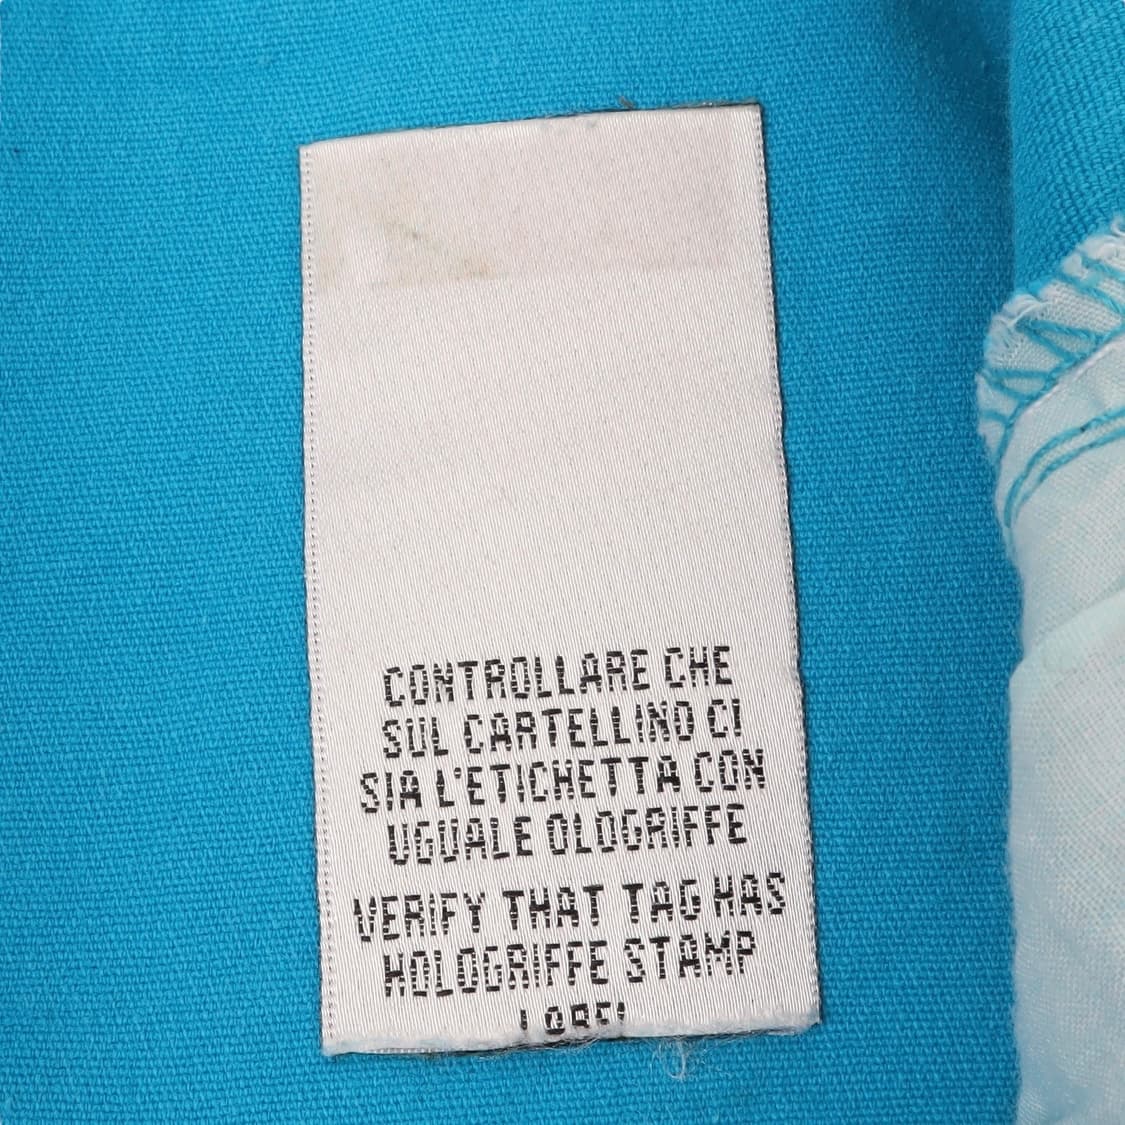 CONTROLLARE CHE
SUL CARTELLINO CI
SIA L'ETICHETTA CON
UGUALE OLOGRIFFE
VERIFY THAT TAG HAS
HOLOGRIFFE STAMP